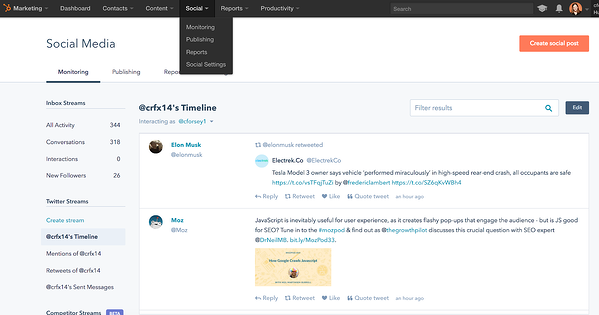 Marketing Dashboard Contacts Content Social Reports Productivity Search
Monitoring
Publishing
Reports
Social Settings
Social Media
Create social post
Monitoring Publishing
Inbox Streams
All Activity 344
Conversations 318
Interactions 0
New Followers 26
Twitter Streams
Create stream
@crfx14's Timeline
Mentions of @crfx14
Retweets of @crfx14
@crfx14's Sent Messages
Competitor Streams BETA
@crfx14's Timeline
Interacting as @cforsey1
Filter results
Edit
Elon Musk
@elonmusk
@elonmusk retweeted
Electrek.Co @ElectrekCo
Tesla Model 3 owner says vehicle 'performed miraculously' in high-speed rear-end crash, all occupants are safe
https://t.co/vsTFqjTuZi by @fredericlambert https://t.co/SZ6qKvW8h4
Reply Retweet Like Quote tweet an hour ago
Moz
@Moz
JavaScript is inevitably useful for user experience, as it creates flashy pop-ups that engage the audience - but is JS good
for SEO? Tune in to the #mozpod & find out as @thegrowthpilot discusses this crucial question with SEO expert
@DrNeilMB. bit.ly/MozPod33.
How Google Crawls Javascript
Reply Retweet Like Quote tweet an hour ago